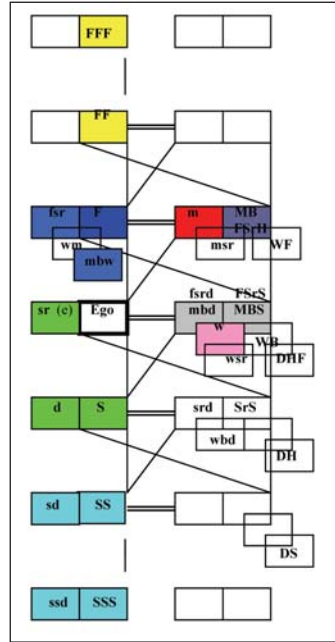 FFF
FF
fsr F m MB
FSrH
wm msr WF
mbw
fsrd FSrS
sr (e) Ego mbd MBS
w
WB
wsr DHF
d S srd SrS
wbd
DH
sd SS
DS
ssd SSS